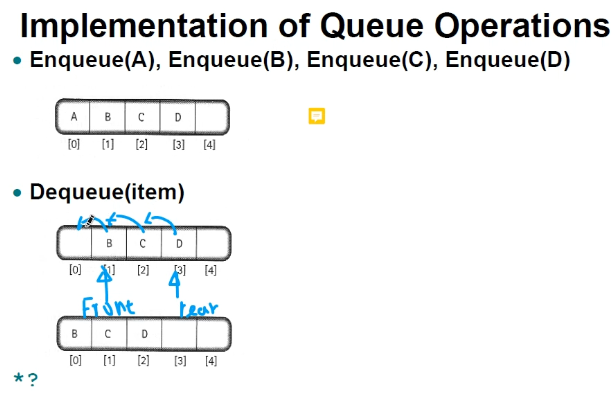 Implementation of Queue Operations
• Enqueue(A), Enqueue(B), Enqueue(C), Enqueue(D)
A B C D
[0] [1] [2] [3] [4]
• Dequeue(item)
B C D
[0] [1] [2] [3] [4]
Front rear
B C D
[0] [1] [2] [3] [4]
*?